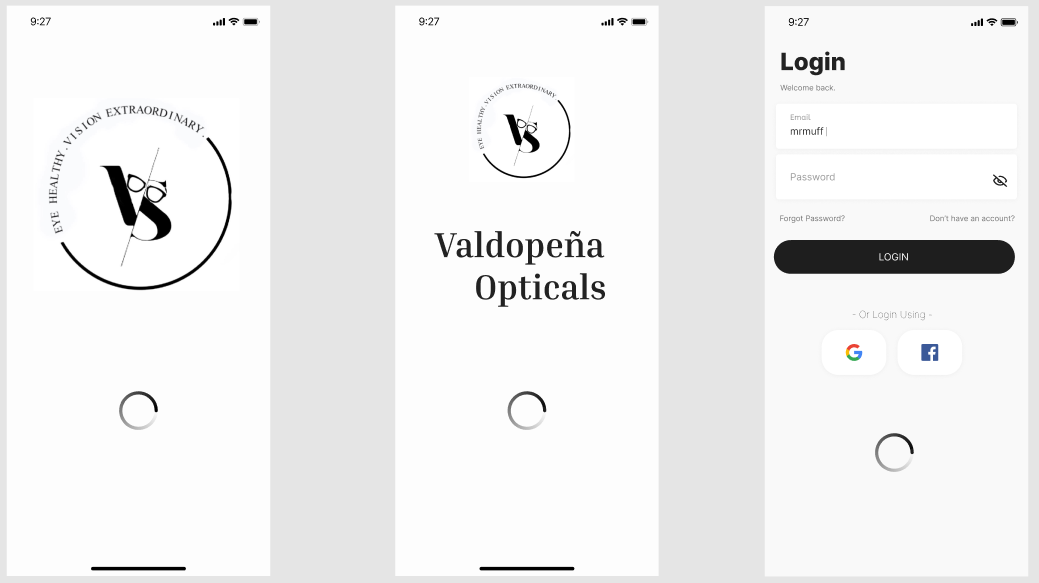 9:27
EYE HEALTHY.VISION EXTRAORDINARY.
VS
9:27
EYE HEALTHY.VISION EXTRAORDINARY.
VS
Valdopeña
Opticals
9:27
Login
Welcome back.
Email
mrmuff
Password
Forgot Password?
Don't have an account?
LOGIN
- Or Login Using -
G
f